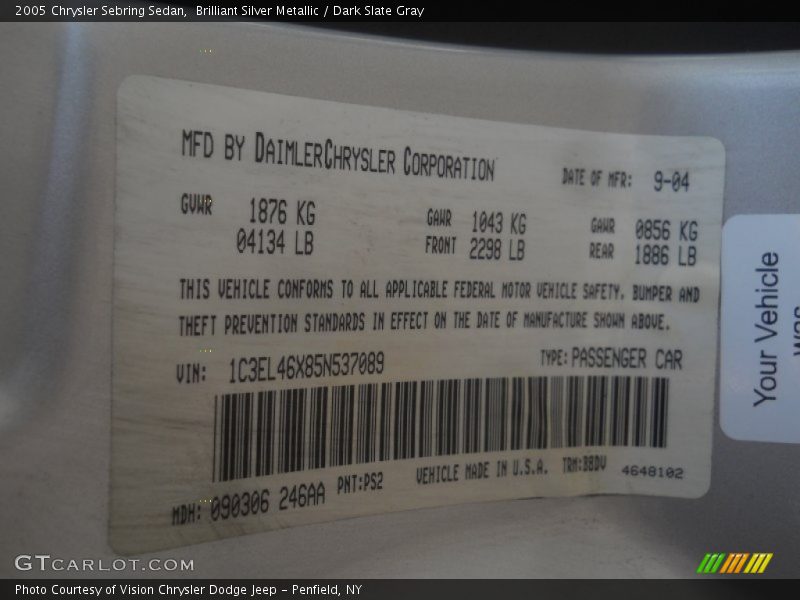 2005 Chrysler Sebring Sedan, Brilliant Silver Metallic / Dark Slate Gray
MFD BY DAIMLERCHRYSLER CORPORATION
DATE OF MFR: 9-04
GVWR 1876 KG
04134 LB
GAWR 1043 KG
FRONT 2298 LB
GAWR 0856 KG
REAR 1886 LB
THIS VEHICLE CONFORMS TO ALL APPLICABLE FEDERAL MOTOR VEHICLE SAFETY, BUMPER AND
THEFT PREVENTION STANDARDS IN EFFECT ON THE DATE OF MANUFACTURE SHOWN ABOVE.
VIN: 1C3EL46X85N537089
TYPE: PASSENGER CAR
MDH: 090306 246AA
PNT:PS2
VEHICLE MADE IN U.S.A.
TRM:BBDV
4648102
Your Vehicle
GTCARLOT.COM
Photo Courtesy of Vision Chrysler Dodge Jeep – Penfield, NY